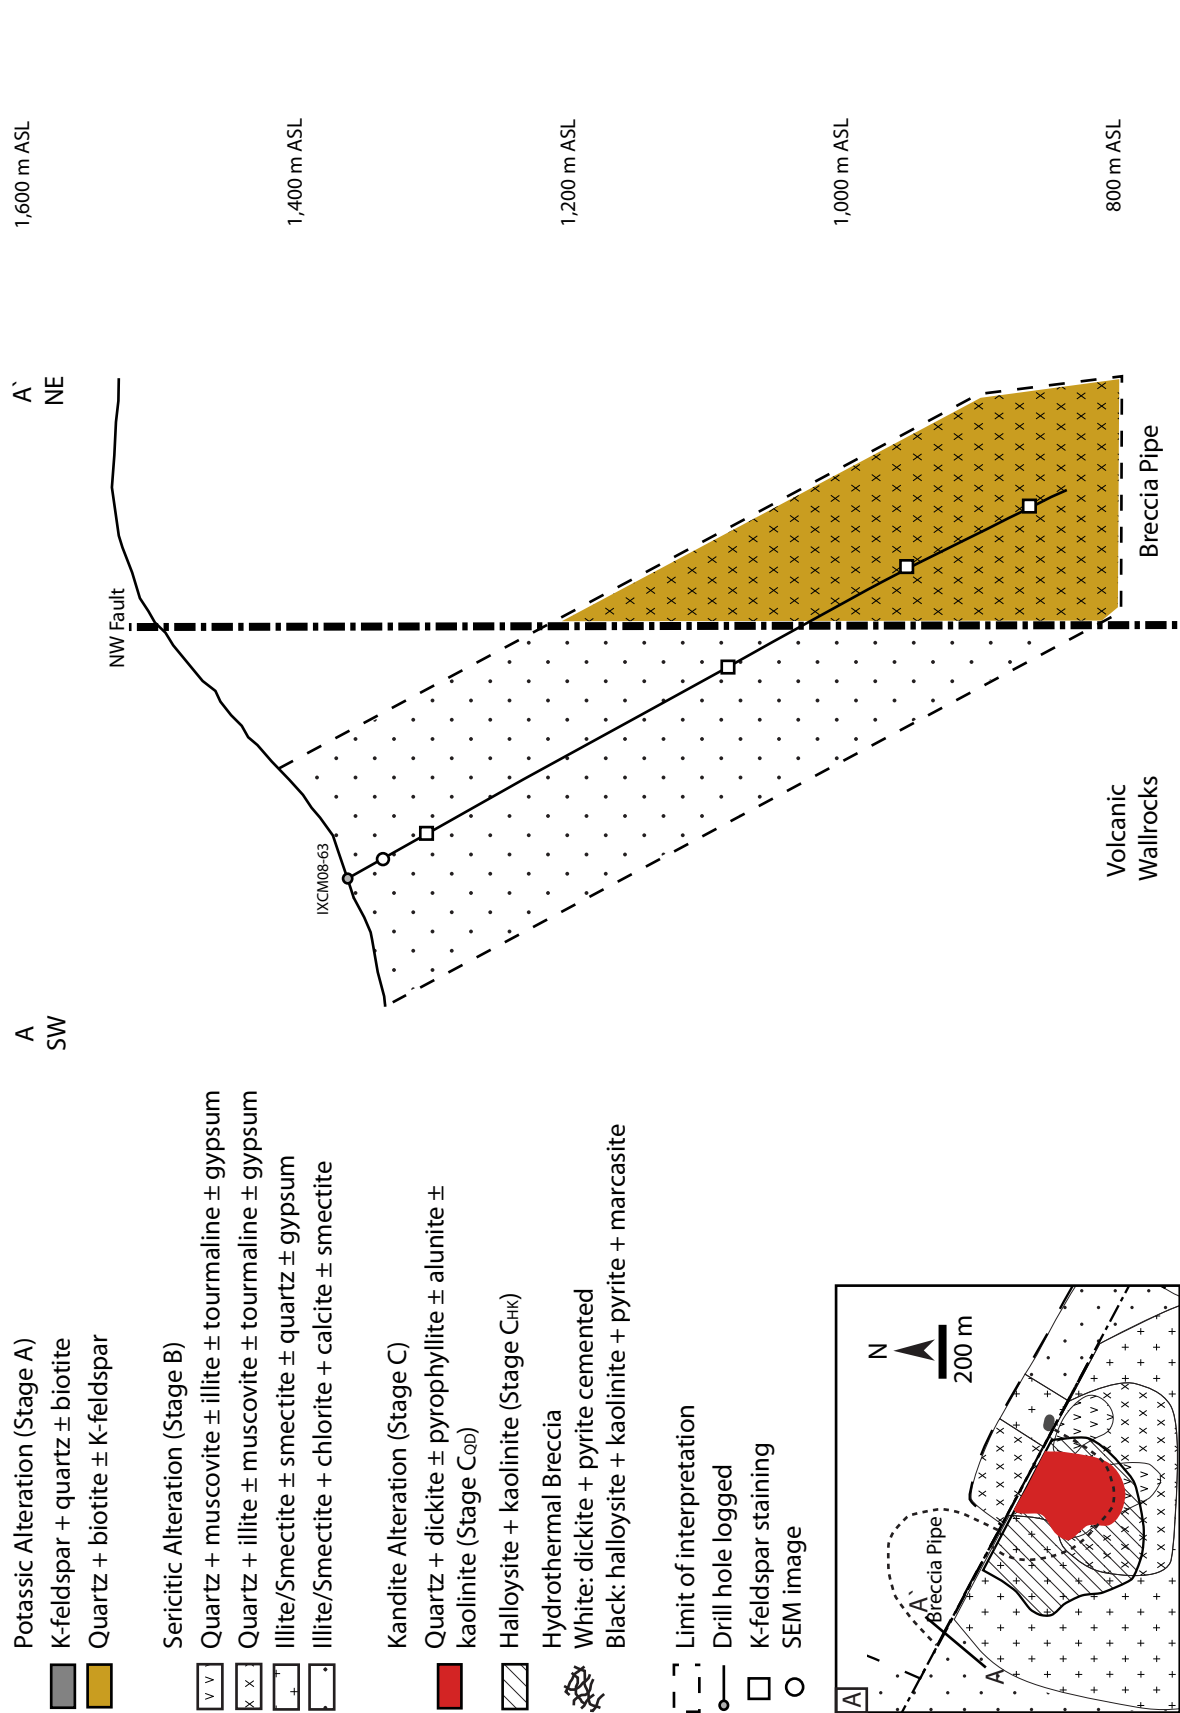 A
SW
A`
NE
1,600 m ASL
1,400 m ASL
1,200 m ASL
1,000 m ASL
800 m ASL
NW Fault
IXCM08-63
Volcanic
Wallrocks
Breccia Pipe
Potassic Alteration (Stage A)
K-feldspar + quartz ± biotite
Quartz + biotite ± K-feldspar
Sericitic Alteration (Stage B)
Quartz + muscovite ± illite ± tourmaline ± gypsum
Quartz + illite ± muscovite ± tourmaline ± gypsum
Illite/Smectite ± smectite ± quartz ± gypsum
Illite/Smectite + chlorite + calcite ± smectite
Kandite Alteration (Stage C)
Quartz + dickite ± pyrophyllite ± alunite ±
kaolinite (Stage CQD)
Halloysite + kaolinite (Stage CHK)
Hydrothermal Breccia
White: dickite + pyrite cemented
Black: halloysite + kaolinite + pyrite + marcasite
Limit of interpretation
Drill hole logged
K-feldspar staining
SEM image
A
N
200 m
A`
Breccia Pipe
A